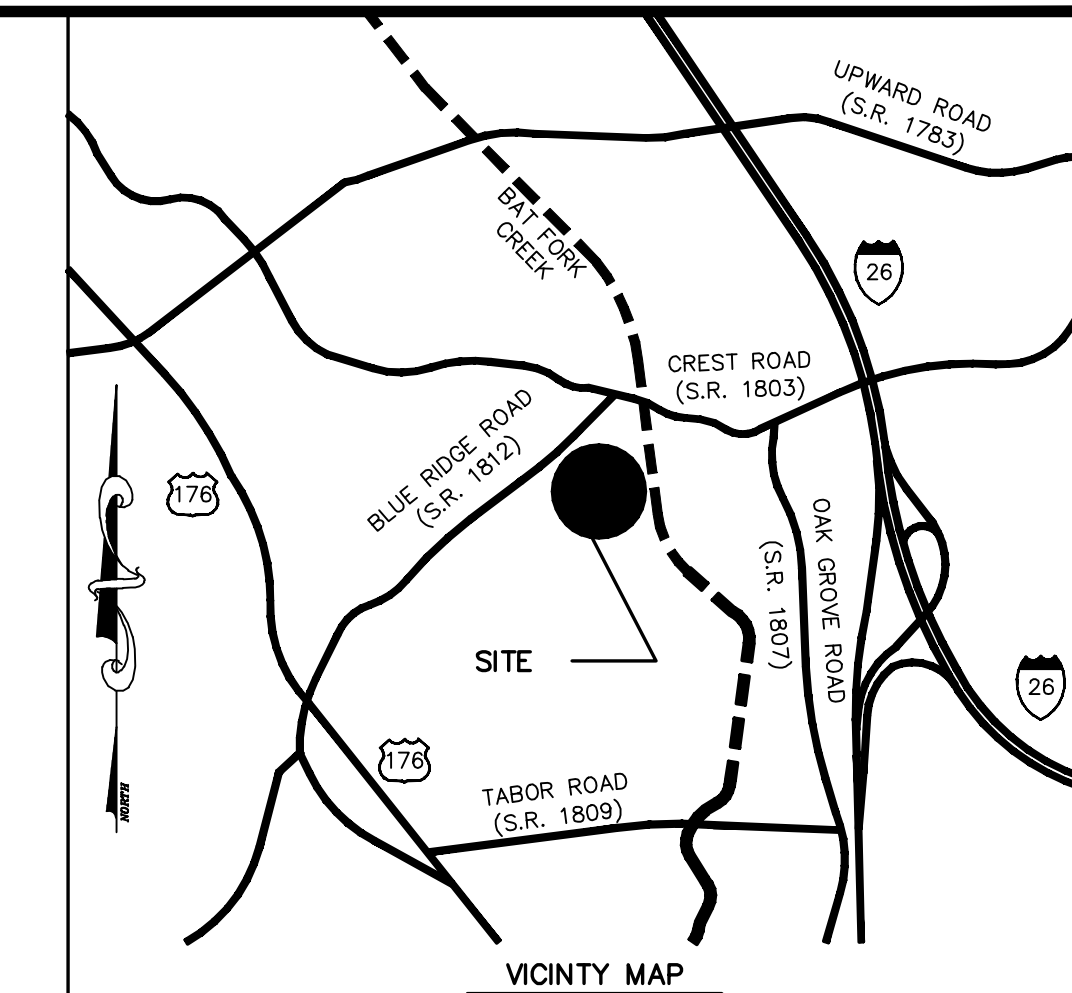 UPWARD ROAD
(S.R. 1783)
BAT FORK
CREEK
26
CREST ROAD
(S.R. 1803)
BLUE RIDGE ROAD
(S.R. 1812)
176
OAK GROVE ROAD
(S.R. 1807)
SITE
26
176
TABOR ROAD
(S.R. 1809)
NORTH
VICINTY MAP